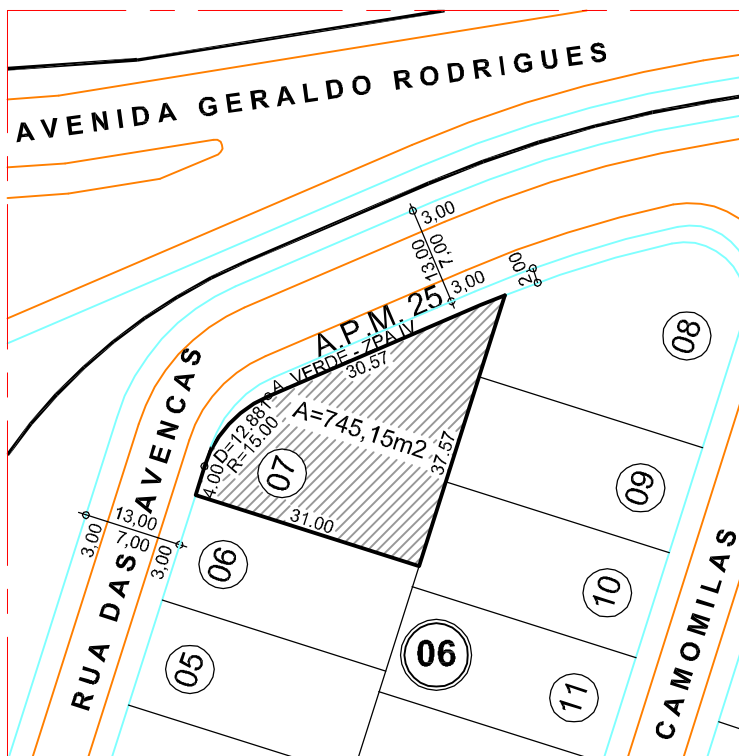 AVENIDA GERALDO RODRIGUES
3,00
7,00
13,00
3,00
2,00
A.P.M. 25
A. VERDE - ZPA IV
30.57
08
RUA DAS AVENCAS
D=12.881
R=15.00
4.00
A=745,15m2
37.57
07
31.00
09
13,00
7,00
3,00
3,00
06
10
CAMOMILAS
05
06
11